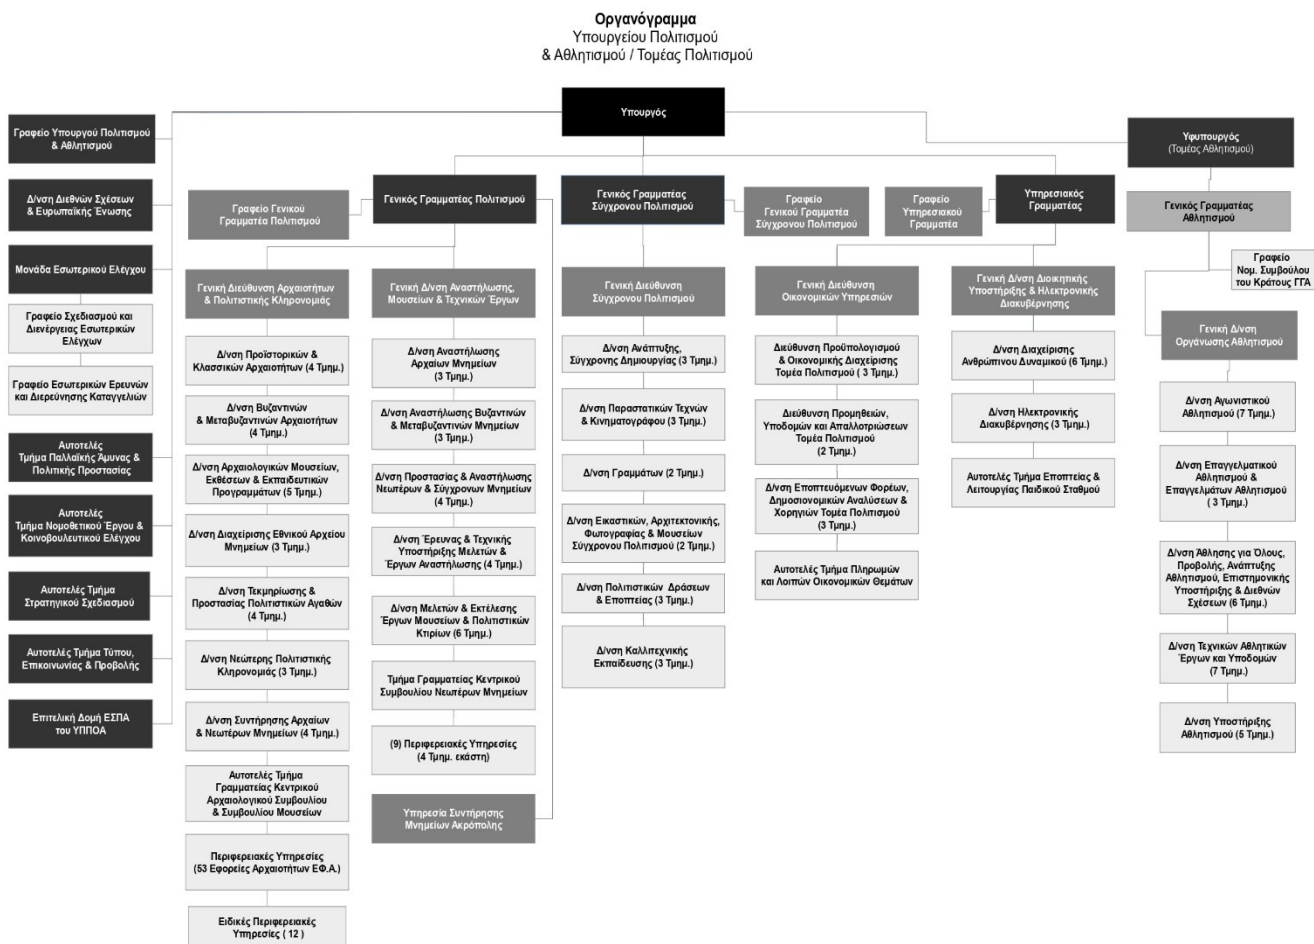 Οργανόγραμμα
Υπουργείου Πολιτισμού
& Αθλητισμού / Τομέας Πολιτισμού
Υπουργός
Γραφείο Υπουργού Πολιτισμού
& Αθλητισμού
Δ/νση Διεθνών Σχέσεων
& Ευρωπαϊκής Ένωσης
Μονάδα Εσωτερικού Ελέγχου
Γραφείο Σχεδιασμού και
Διενέργειας Εσωτερικών
Ελέγχων
Γραφείο Εσωτερικών Ερευνών
και Διερεύνησης Καταγγελιών
Αυτοτελές
Τμήμα Παλλαϊκής Άμυνας &
Πολιτικής Προστασίας
Αυτοτελές
Τμήμα Νομοθετικού Έργου &
Κοινοβουλευτικού Ελέγχου
Αυτοτελές Τμήμα
Στρατηγικού Σχεδιασμού
Αυτοτελές Τμήμα Τύπου,
Επικοινωνίας & Προβολής
Επιτελική Δομή ΕΣΠΑ
του ΥΠΠΟΑ
Γραφείο Γενικού
Γραμματέα Πολιτισμού
Γενικός Γραμματέας Πολιτισμού
Γενική Διεύθυνση Αρχαιοτήτων
& Πολιτιστικής Κληρονομιάς
Δ/νση Προϊστορικών &
Κλασσικών Αρχαιοτήτων (4 Τμημ.)
Δ/νση Βυζαντινών
& Μεταβυζαντινών Αρχαιοτήτων
(4 Τμημ.)
Δ/νση Αρχαιολογικών Μουσείων,
Εκθέσεων & Εκπαιδευτικών
Προγραμμάτων (5 Τμημ.)
Δ/νση Διαχείρισης Εθνικού Αρχείου
Μνημείων (3 Τμημ.)
Δ/νση Τεκμηρίωσης &
Προστασίας Πολιτιστικών Αγαθών
(4 Τμημ.)
Δ/νση Νεώτερης Πολιτιστικής
Κληρονομιάς (3 Τμημ.)
Δ/νση Συντήρησης Αρχαίων
& Νεωτέρων Μνημείων (4 Τμημ.)
Αυτοτελές Τμήμα
Γραμματείας Κεντρικού
Αρχαιολογικού Συμβουλίου
& Συμβουλίου Μουσείων
Περιφερειακές Υπηρεσίες
(53 Εφορείες Αρχαιοτήτων ΕΦ.Α.)
Ειδικές Περιφερειακές
Υπηρεσίες ( 12 )
Γενική Δ/νση Αναστήλωσης,
Μουσείων & Τεχνικών Έργων
Δ/νση Αναστήλωσης
Αρχαίων Μνημείων
(3 Τμημ.)
Δ/νση Αναστήλωσης Βυζαντινών
& Μεταβυζαντινών Μνημείων
(3 Τμημ.)
Δ/νση Προστασίας & Αναστήλωσης
Νεωτέρων & Σύγχρονων Μνημείων
(4 Τμημ.)
Δ/νση Έρευνας & Τεχνικής
Υποστήριξης Μελετών &
Έργων Αναστήλωσης (4 Τμημ.)
Δ/νση Μελετών & Εκτέλεσης
Έργων Μουσείων & Πολιτιστικών
Κτιρίων (6 Τμημ.)
Τμήμα Γραμματείας Κεντρικού
Συμβουλίου Νεωτέρων Μνημείων
(9) Περιφερειακές Υπηρεσίες
(4 Τμημ. εκάστη)
Υπηρεσία Συντήρησης
Μνημείων Ακρόπολης
Γενικός Γραμματέας
Σύγχρονου Πολιτισμού
Γραφείο
Γενικού Γραμματέα
Σύγχρονου Πολιτισμού
Γενική Διεύθυνση
Σύγχρονου Πολιτισμού
Δ/νση Ανάπτυξης,
Σύγχρονης Δημιουργίας (3 Τμημ.)
Δ/νση Παραστατικών Τεχνών
& Κινηματογράφου (3 Τμημ.)
Δ/νση Γραμμάτων (2 Τμημ.)
Δ/νση Εικαστικών, Αρχιτεκτονικής,
Φωτογραφίας & Μουσείων
Σύγχρονου Πολιτισμού (2 Τμημ.)
Δ/νση Πολιτιστικών Δράσεων
& Εποπτείας (3 Τμημ.)
Δ/νση Καλλιτεχνικής
Εκπαίδευσης (3 Τμημ.)
Γραφείο
Υπηρεσιακού
Γραμματέα
Υπηρεσιακός
Γραμματέας
Γενική Διεύθυνση
Οικονομικών Υπηρεσιών
Διεύθυνση Προϋπολογισμού
& Οικονομικής Διαχείρισης
Τομέα Πολιτισμού ( 3 Τμημ.)
Διεύθυνση Προμηθειών,
Υποδομών και Απαλλοτριώσεων
Τομέα Πολιτισμού
(2 Τμημ.)
Δ/νση Εποπτευόμενων Φορέων,
Δημοσιονομικών Αναλύσεων &
Χορηγιών Τομέα Πολιτισμού
(3 Τμημ.)
Αυτοτελές Τμήμα Πληρωμών
και Λοιπών Οικονομικών Θεμάτων
Γενική Δ/νση Διοικητικής
Υποστήριξης & Ηλεκτρονικής
Διακυβέρνησης
Δ/νση Διαχείρισης
Ανθρώπινου Δυναμικού (6 Τμημ.)
Δ/νση Ηλεκτρονικής
Διακυβέρνησης (3 Τμημ.)
Αυτοτελές Τμήμα Εποπτείας &
Λειτουργίας Παιδικού Σταθμού
Υφυπουργός
(Τομέας Αθλητισμού)
Γενικός Γραμματέας
Αθλητισμού
Γραφείο
Νομ. Συμβούλου
του Κράτους ΓΓΑ
Γενική Δ/νση
Οργάνωσης Αθλητισμού
Δ/νση Αγωνιστικού
Αθλητισμού (7 Τμημ.)
Δ/νση Επαγγελματικού
Αθλητισμού &
Επαγγελμάτων Αθλητισμού
( 3 Τμημ.)
Δ/νση Άθλησης για Όλους,
Προβολής, Ανάπτυξης
Αθλητισμού, Επιστημονικής
Υποστήριξης & Διεθνών
Σχέσεων (6 Τμημ.)
Δ/νση Τεχνικών Αθλητικών
Έργων και Υποδομών
(7 Τμημ.)
Δ/νση Υποστήριξης
Αθλητισμού (5 Τμημ.)